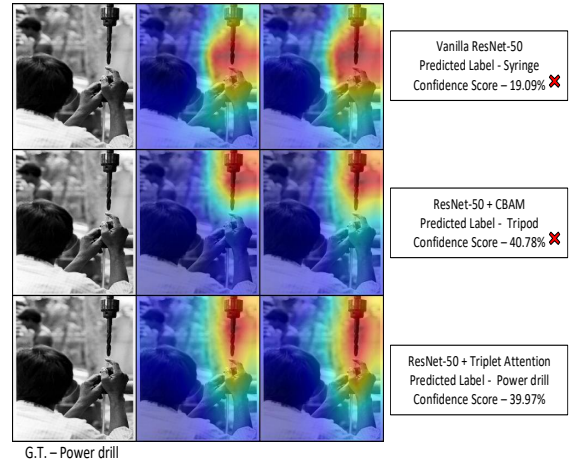 Vanilla ResNet-50
Predicted Label - Syringe
Confidence Score – 19.09%
ResNet-50 + CBAM
Predicted Label - Tripod
Confidence Score – 40.78%
ResNet-50 + Triplet Attention
Predicted Label - Power drill
Confidence Score – 39.97%
G.T. – Power drill